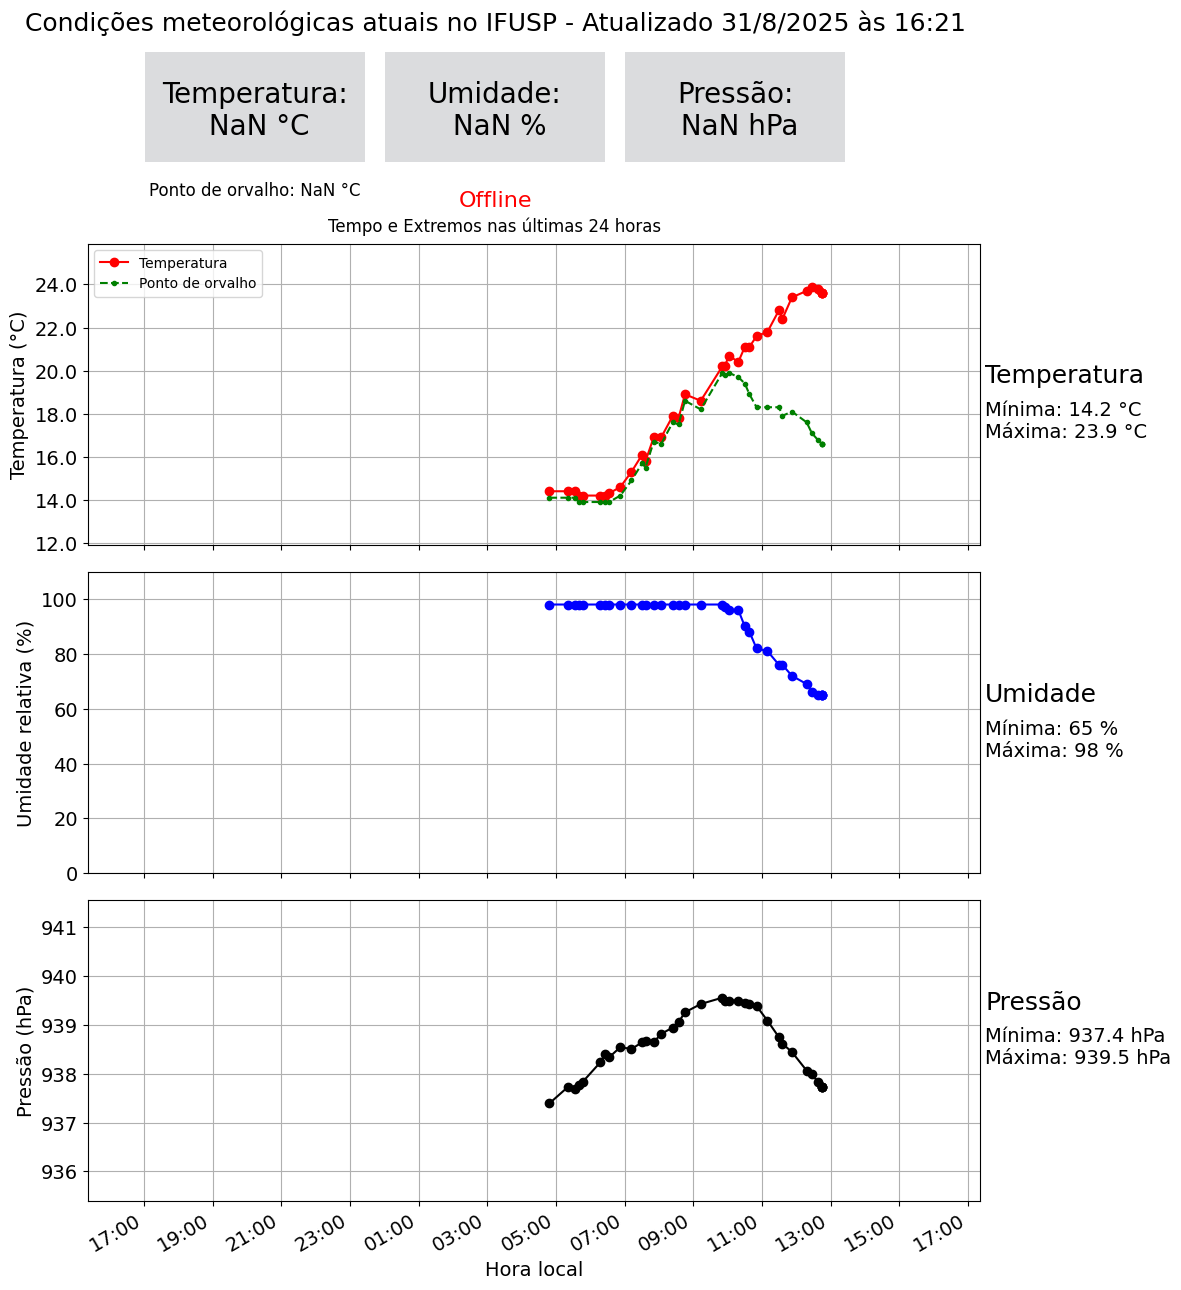 Condições meteorológicas atuais no IFUSP - Atualizado 31/8/2025 às 16:21
Temperatura:
NaN °C
Umidade:
NaN %
Pressão:
NaN hPa
Ponto de orvalho: NaN °C
Offline
Tempo e Extremos nas últimas 24 horas
Temperatura
Ponto de orvalho
Temperatura (°C)
24.0
22.0
20.0
18.0
16.0
14.0
12.0
Temperatura
Mínima: 14.2 °C
Máxima: 23.9 °C
Umidade relativa (%)
100
80
60
40
20
0
Umidade
Mínima: 65 %
Máxima: 98 %
Pressão (hPa)
941
940
939
938
937
936
Pressão
Mínima: 937.4 hPa
Máxima: 939.5 hPa
17:00
19:00
21:00
23:00
01:00
03:00
05:00
07:00
09:00
11:00
13:00
15:00
17:00
Hora local